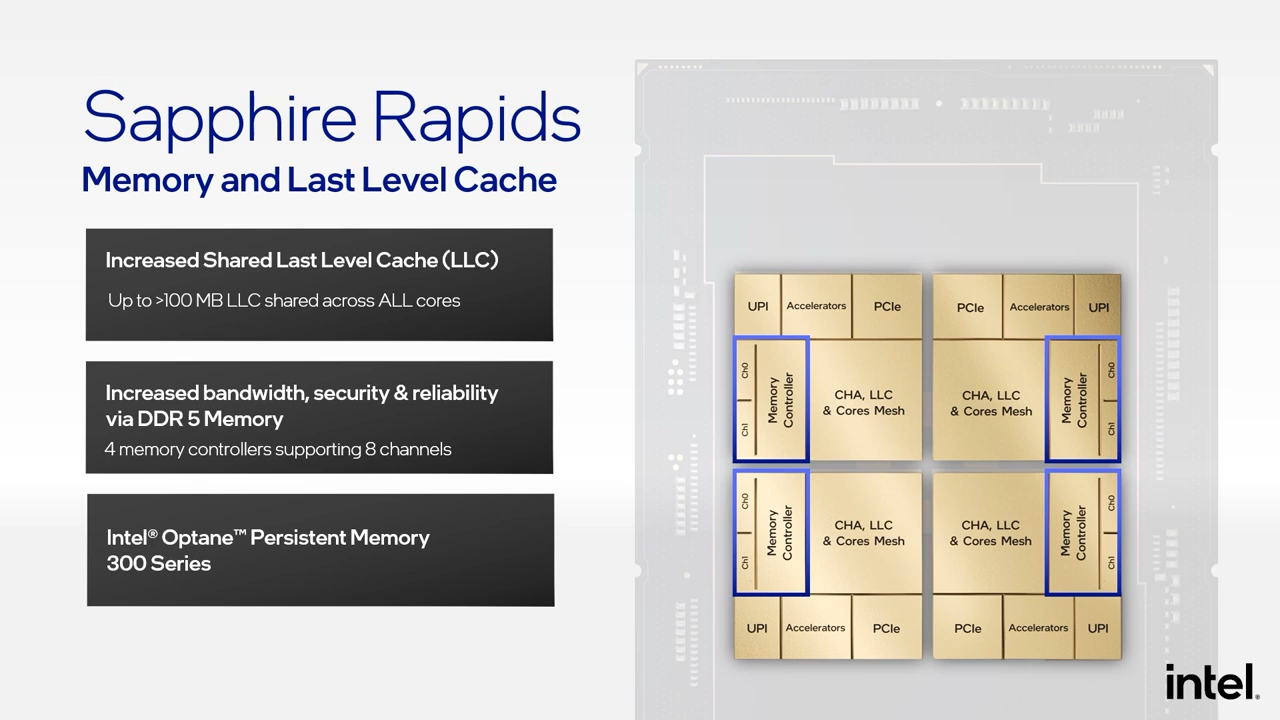 Sapphire Rapids
Memory and Last Level Cache
Increased Shared Last Level Cache (LLC)
Up to >100 MB LLC shared across ALL cores
Increased bandwidth, security & reliability
via DDR 5 Memory
4 memory controllers supporting 8 channels
Intel® Optane™ Persistent Memory
300 Series
UPI
Accelerators
PCIe
PCIe
Accelerators
UPI
Ch0
Ch1
Memory
Controller
CHA, LLC
& Cores Mesh
CHA, LLC
& Cores Mesh
Memory
Controller
Ch0
Ch1
Ch0
Ch1
Memory
Controller
CHA, LLC
& Cores Mesh
CHA, LLC
& Cores Mesh
Memory
Controller
Ch0
Ch1
UPI
Accelerators
PCIe
PCIe
Accelerators
UPI
intel®